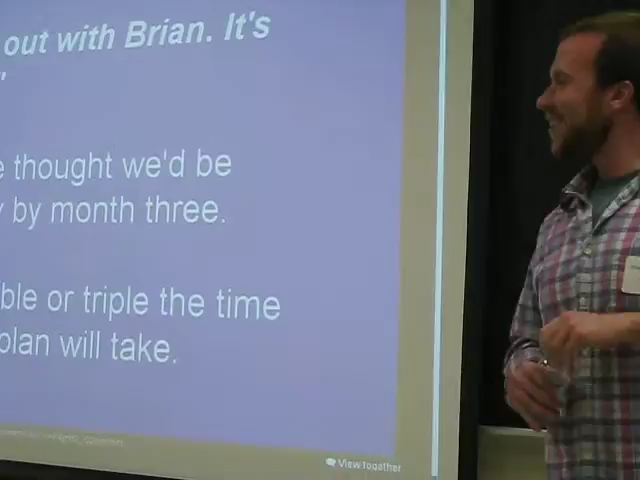 out with Brian. It's
"
thought we'd be
by month three.
ble or triple the time
plan will take.
View together